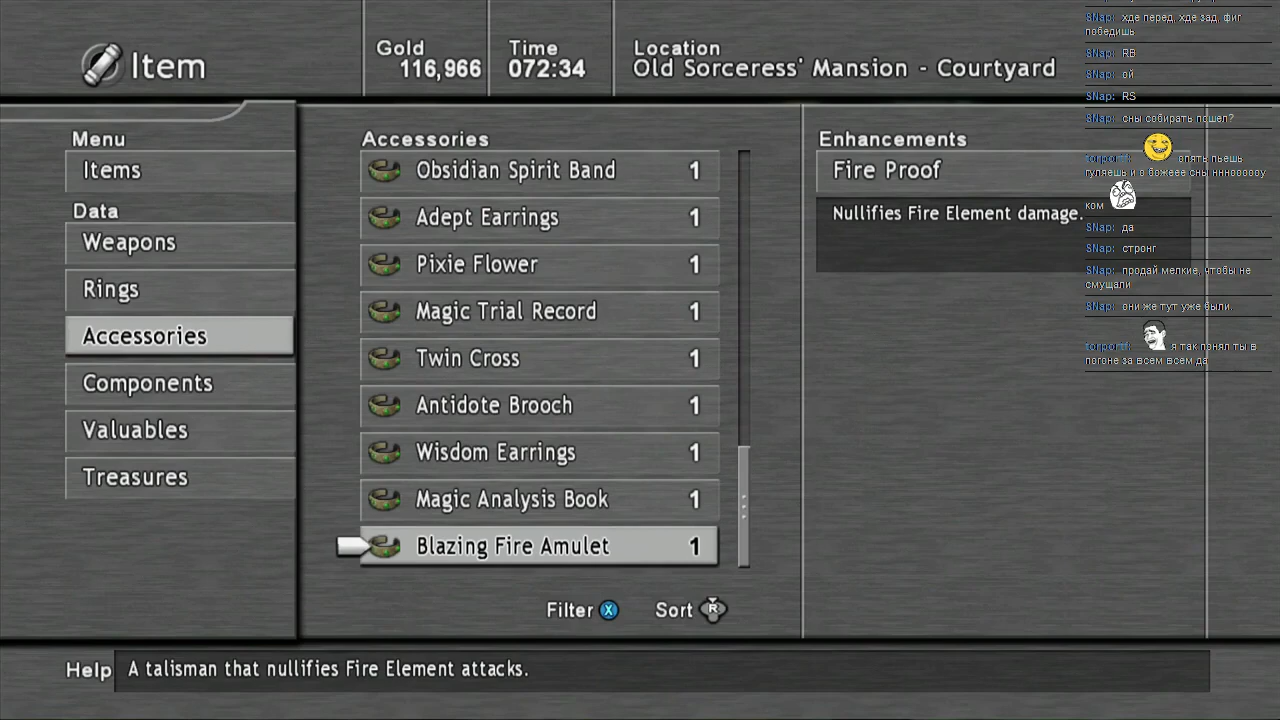 Item
Gold
116,966
Time
072:34
Location
Old Sorceress' Mansion - Courtyard
Menu
Items
Data
Weapons
Rings
Accessories
Components
Valuables
Treasures
Accessories
Obsidian Spirit Band 1
Adept Earrings 1
Pixie Flower 1
Magic Trial Record 1
Twin Cross 1
Antidote Brooch 1
Wisdom Earrings 1
Magic Analysis Book 1
Blazing Fire Amulet 1
Filter X
Sort R
Enhancements
Fire Proof
Nullifies Fire Element damage.
Help
A talisman that nullifies Fire Element attacks.
SNap: хде перед, хде зад, фиг
победишь
SNap: RB
SNap: ой
SNap: RS
SNap: сны собирать пошел?
опять пьешь
гуляешь и о божеее сны ннноооооу
ком
SNap: да
SNap: стронг
SNap: продай мелкие, чтобы не
смущали
SNap: они же тут уже были.
я так понял ты в
погоне за всем всем да